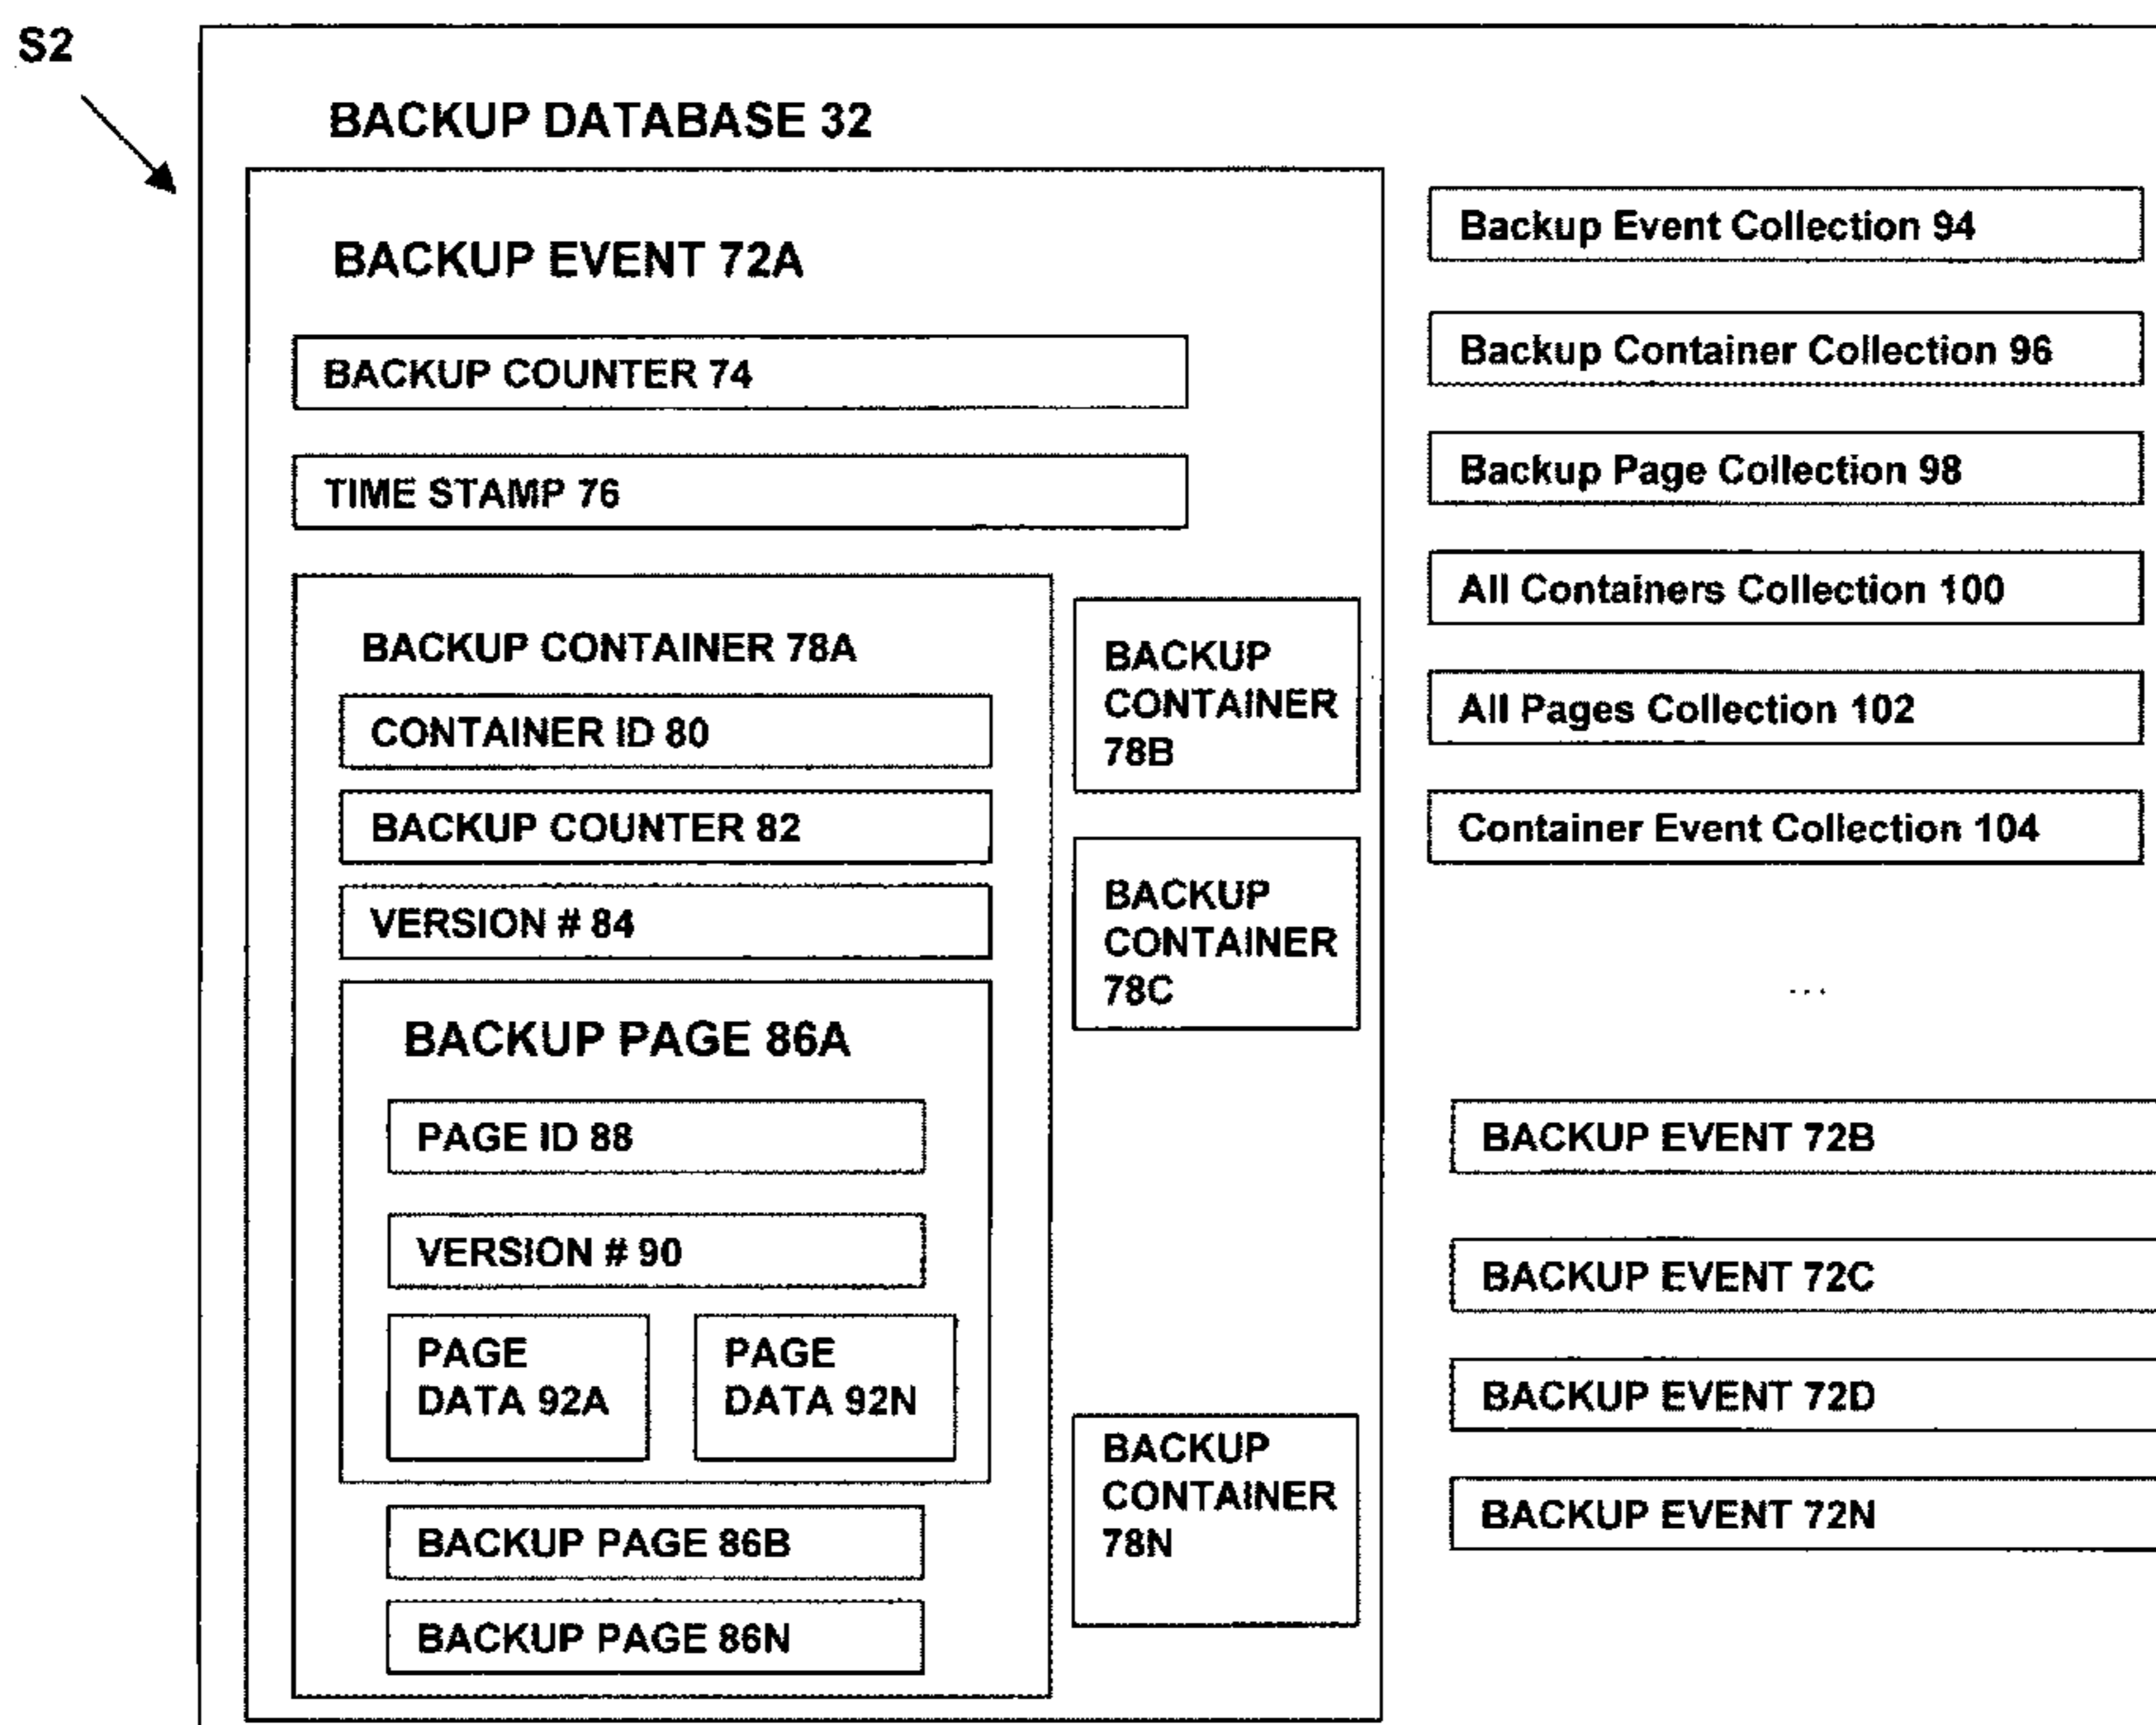 S2
BACKUP DATABASE 32
BACKUP EVENT 72A
BACKUP COUNTER 74
TIME STAMP 76
BACKUP CONTAINER 78A
CONTAINER ID 80
BACKUP COUNTER 82
VERSION # 84
BACKUP PAGE 86A
PAGE ID 88
VERSION # 90
PAGE
DATA 92A
PAGE
DATA 92N
BACKUP PAGE 86B
BACKUP PAGE 86N
BACKUP
CONTAINER
78B
BACKUP
CONTAINER
78C
BACKUP
CONTAINER
78N
Backup Event Collection 94
Backup Container Collection 96
Backup Page Collection 98
All Containers Collection 100
All Pages Collection 102
Container Event Collection 104
...
BACKUP EVENT 72B
BACKUP EVENT 72C
BACKUP EVENT 72D
BACKUP EVENT 72N